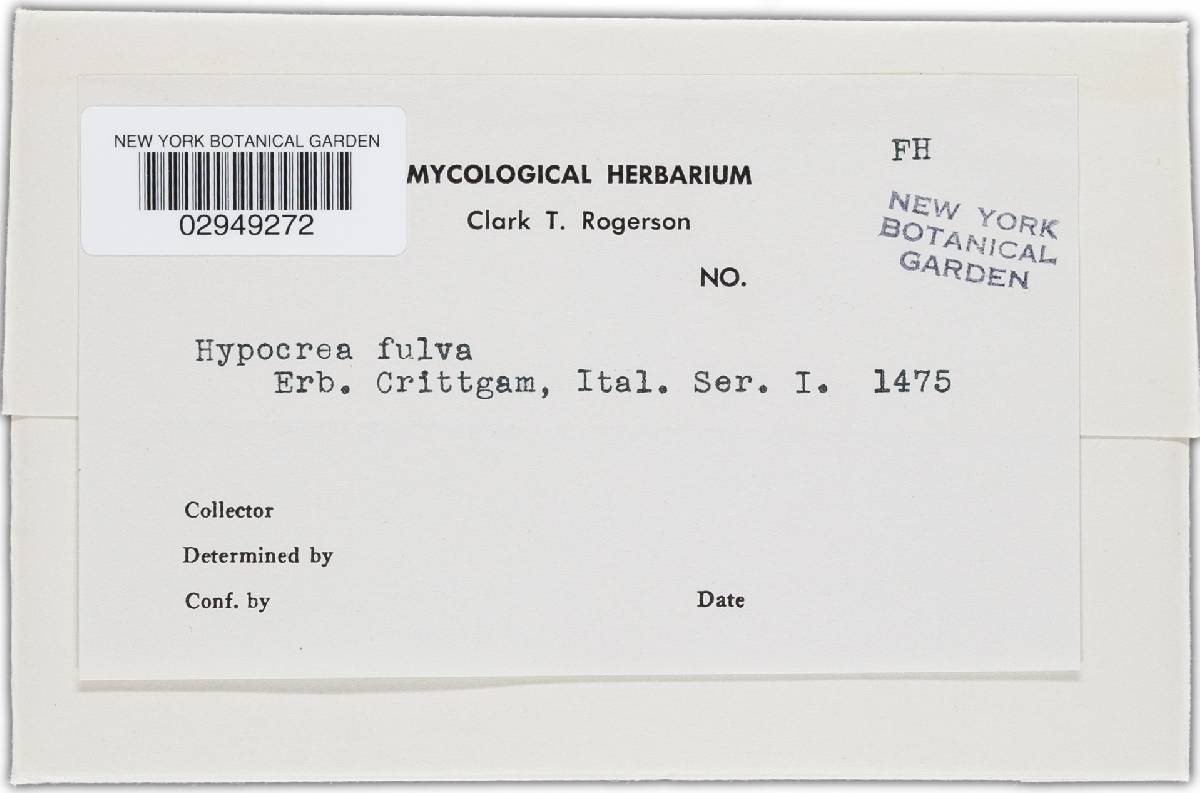 NEW YORK BOTANICAL GARDEN
02949272
MYCOLOGICAL HERBARIUM
Clark T. Rogerson
NO.
FH
NEW YORK
BOTANICAL
GARDEN
Hypocrea fulva
Erb. Crittgam, Ital. Ser. I. 1475
Collector
Determined by
Conf. by
Date